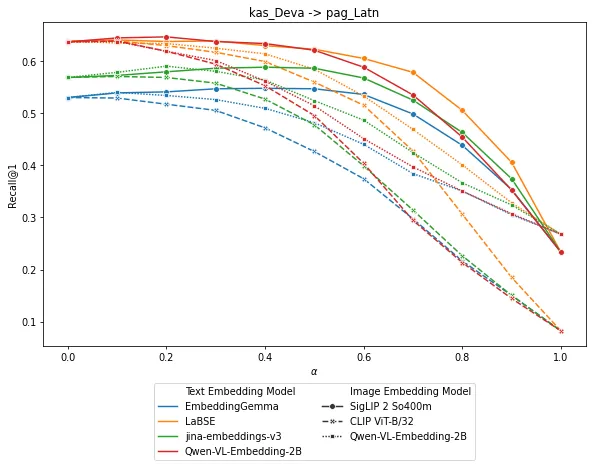 kas_Deva -> pag_Latn
Recall@1
0.6
0.5
0.4
0.3
0.2
0.1
0.0 0.2 0.4 0.6 0.8 1.0
α
Text Embedding Model Image Embedding Model
EmbeddingGemma SigLIP 2 So400m
LaBSE CLIP ViT-B/32
jina-embeddings-v3 Qwen-VL-Embedding-2B
Qwen-VL-Embedding-2B